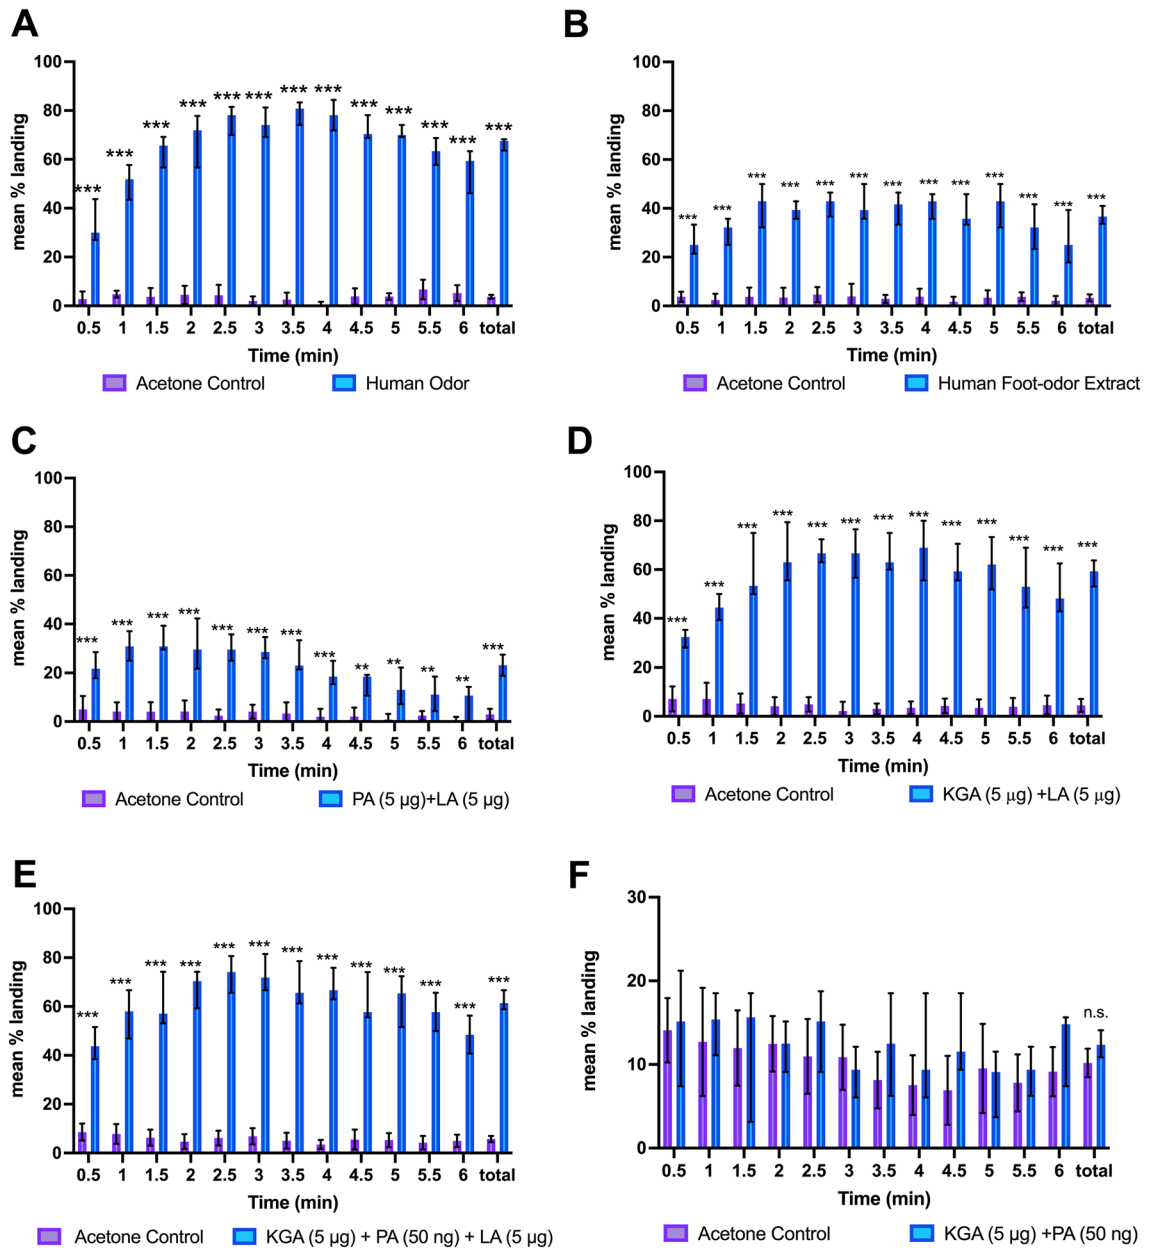 A
100
80
60
40
20
0
mean % landing
*** *** *** *** *** *** *** *** *** *** *** *** ***
0.5 1 1.5 2 2.5 3 3.5 4 4.5 5 5.5 6 total
Time (min)
Acetone Control Human Odor
B
100
80
60
40
20
0
mean % landing
*** *** *** *** *** *** *** *** *** *** *** *** ***
0.5 1 1.5 2 2.5 3 3.5 4 4.5 5 5.5 6 total
Time (min)
Acetone Control Human Foot-odor Extract
C
100
80
60
40
20
0
mean % landing
*** *** *** *** *** *** *** *** ** ** ** ** ***
0.5 1 1.5 2 2.5 3 3.5 4 4.5 5 5.5 6 total
Time (min)
Acetone Control PA (5 µg)+LA (5 µg)
D
100
80
60
40
20
0
mean % landing
*** *** *** *** *** *** *** *** *** *** *** *** ***
0.5 1 1.5 2 2.5 3 3.5 4 4.5 5 5.5 6 total
Time (min)
Acetone Control KGA (5 µg) +LA (5 µg)
E
100
80
60
40
20
0
mean % landing
*** *** *** *** *** *** *** *** *** *** *** *** ***
0.5 1 1.5 2 2.5 3 3.5 4 4.5 5 5.5 6 total
Time (min)
Acetone Control KGA (5 µg) + PA (50 ng) + LA (5 µg)
F
30
20
10
0
mean % landing
n.s.
0.5 1 1.5 2 2.5 3 3.5 4 4.5 5 5.5 6 total
Time (min)
Acetone Control KGA (5 µg) +PA (50 ng)